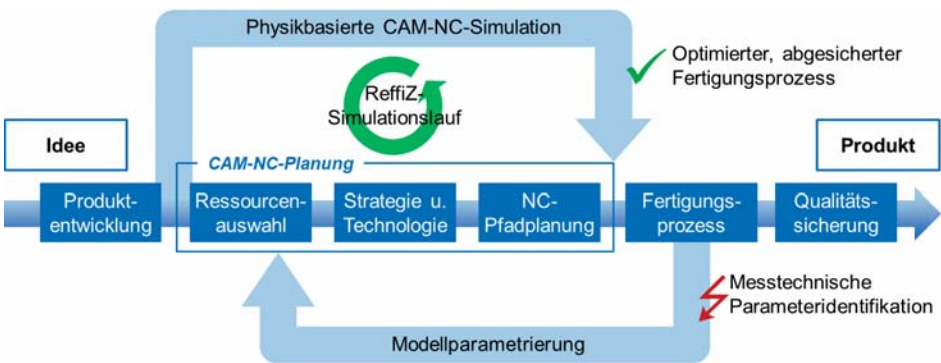 Physikbasierte CAM-NC-Simulation
Optimierter, abgesicherter
Fertigungsprozess
ReffiZ-
Simulationslauf
Idee
Produkt
CAM-NC-Planung
Produkt-
entwicklung
Ressourcen-
auswahl
Strategie u.
Technologie
NC-
Pfadplanung
Fertigungs-
prozess
Qualitäts-
sicherung
Messtechnische
Parameteridentifikation
Modellparametrierung